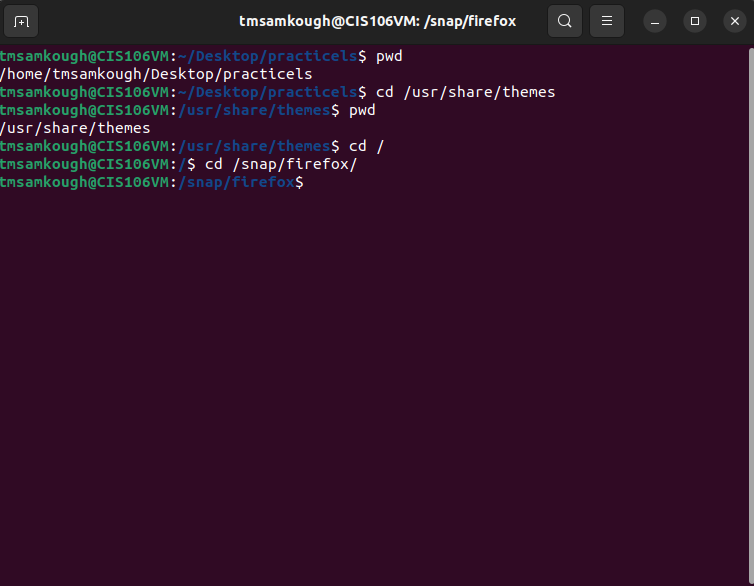 tmsamkough@CIS106VM: /snap/firefox
tmsamkough@CIS106VM:~/Desktop/practicels$ pwd
/home/tmsamkough/Desktop/practicels
tmsamkough@CIS106VM:~/Desktop/practicels$ cd /usr/share/themes
tmsamkough@CIS106VM:/usr/share/themes$ pwd
/usr/share/themes
tmsamkough@CIS106VM:/usr/share/themes$ cd /
tmsamkough@CIS106VM:/$ cd /snap/firefox/
tmsamkough@CIS106VM:/snap/firefox$